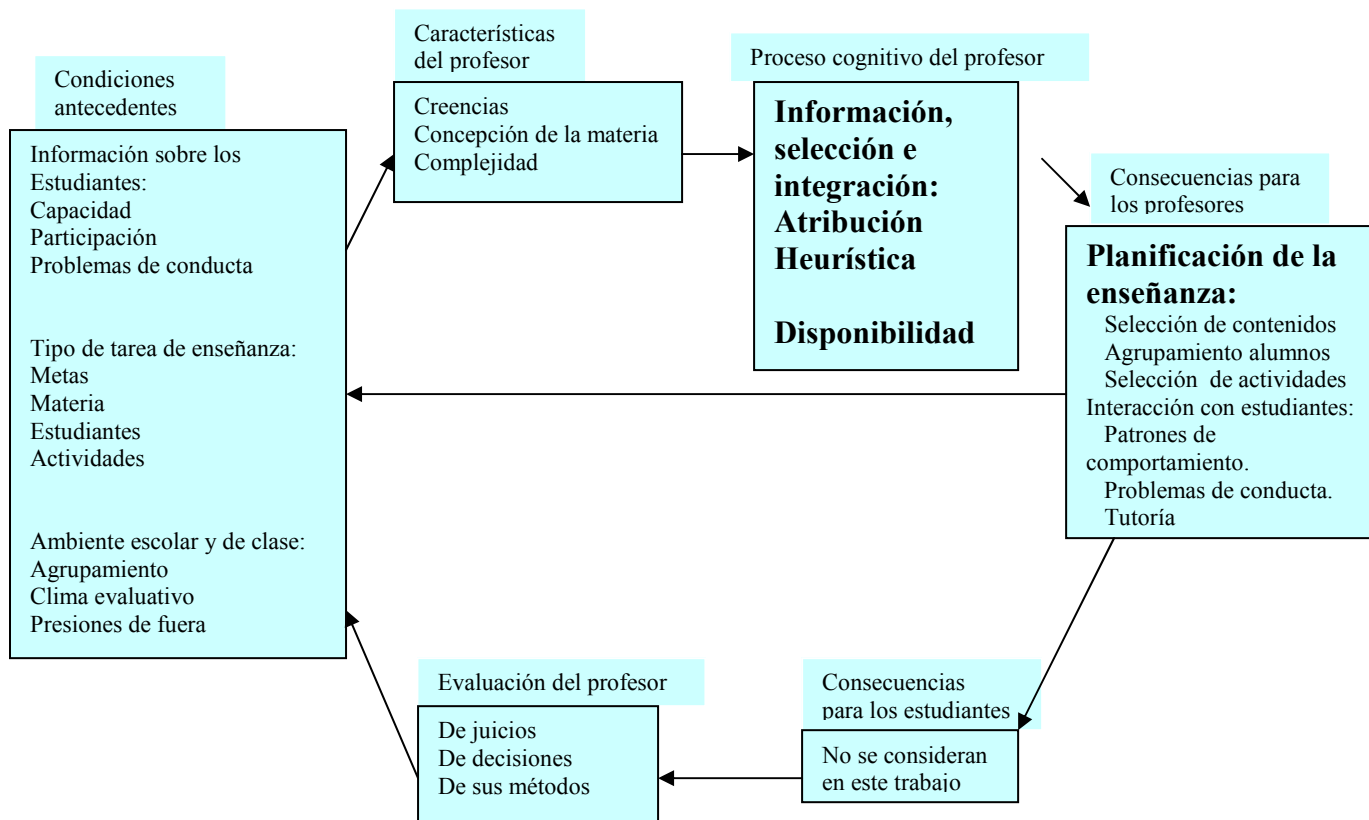 Condiciones
antecedentes
Información sobre los
Estudiantes:
Capacidad
Participación
Problemas de conducta
Tipo de tarea de enseñanza:
Metas
Materia
Estudiantes
Actividades
Ambiente escolar y de clase:
Agrupamiento
Clima evaluativo
Presiones de fuera
Características
del profesor
Creencias
Concepción de la materia
Complejidad
Proceso cognitivo del profesor
Información,
selección e
integración:
Atribución
Heurística
Disponibilidad
Consecuencias para
los profesores
Planificación de la
enseñanza:
Selección de contenidos
Agrupamiento alumnos
Selección de actividades
Interacción con estudiantes:
Patrones de
comportamiento.
Problemas de conducta.
Tutoría
Consecuencias
para los estudiantes
No se consideran
en este trabajo
Evaluación del profesor
De juicios
De decisiones
De sus métodos